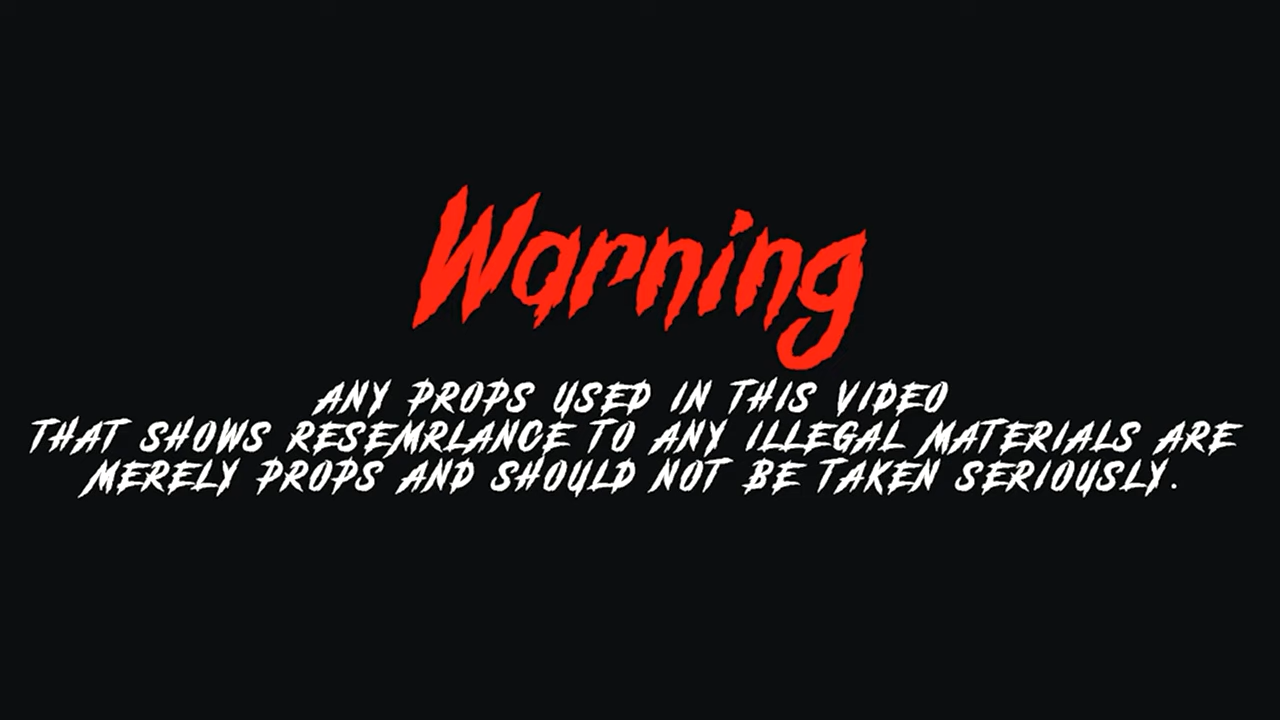 Warning
ANY PROPS USED IN THIS VIDEO
THAT SHOWS RESEMRLANCE TO ANY ILLEGAL MATERIALS ARE
MERELY PROPS AND SHOULD NOT BE TAKEN SERIOUSLY.